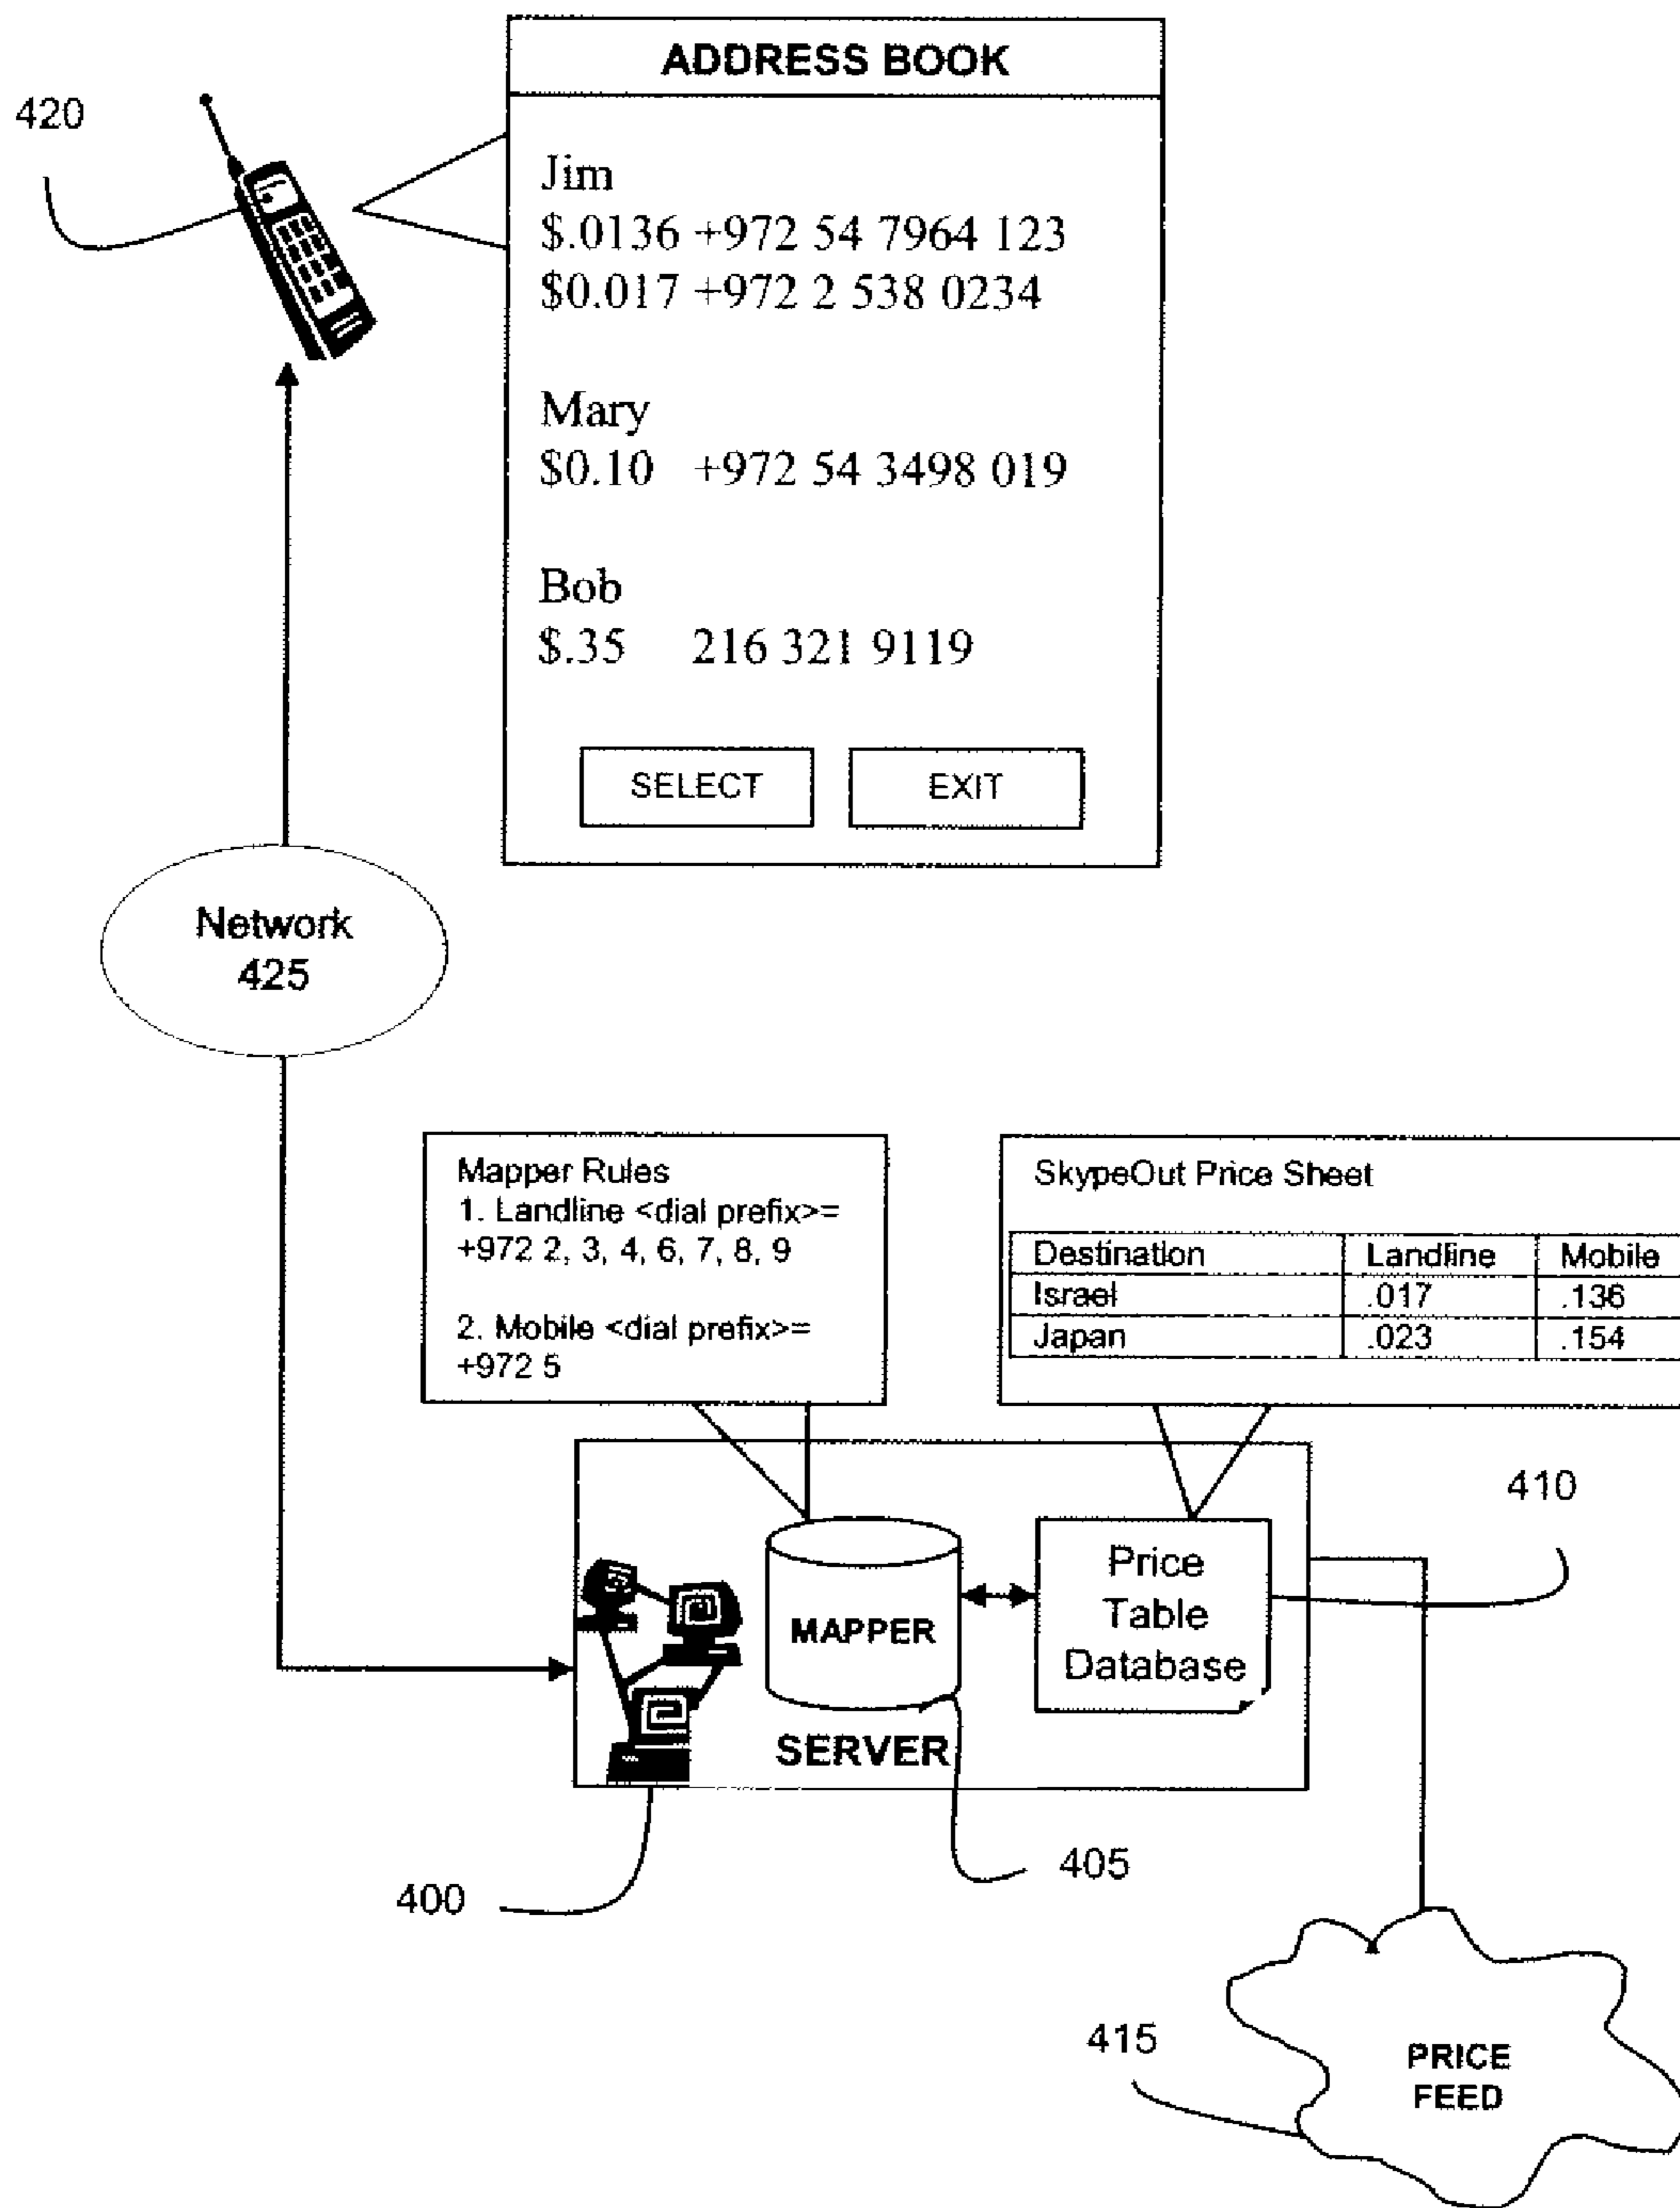 ADDRESS BOOK
420
Jim
$.0136 +972 54 7964 123
$0.017 +972 2 538 0234
Mary
$0.10 +972 54 3498 019
Bob
$.35 216 321 9119
SELECT EXIT
Network
425
Mapper Rules
1. Landline <dial prefix>=
+972 2, 3, 4, 6, 7, 8, 9
2. Mobile <dial prefix>=
+972 5
SkypeOut Price Sheet
Destination Landline Mobile
Israel .017 .136
Japan .023 .154
410
Price
Table
Database
MAPPER
SERVER
405
400
415
PRICE
FEED